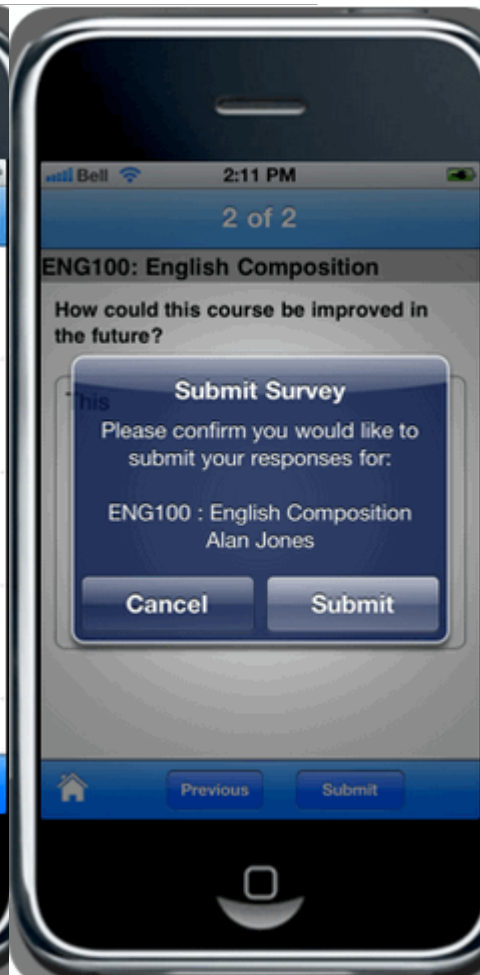 Bell 2:11 PM
2 of 2
ENG100: English Composition
How could this course be improved in
the future?
This
Submit Survey
Please confirm you would like to
submit your responses for:
ENG100 : English Composition
Alan Jones
Cancel Submit
Previous Submit